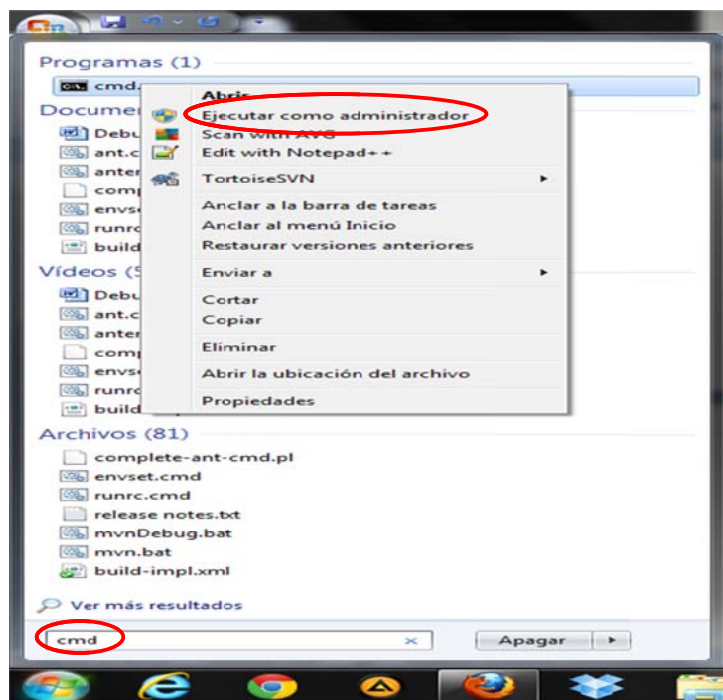 Programas (1)
cmd.
Abrir
Ejecutar como administrador
Scan with AVG
Edit with Notepad++
TortoiseSVN
Anclar a la barra de tareas
Anclar al menú Inicio
Restaurar versiones anteriores
Enviar a
Cortar
Copiar
Eliminar
Abrir la ubicación del archivo
Propiedades
Docume
Debu
ant.c
anter
comp
envse
runrc
build
Vídeos (5
Debu
ant.c
anter
comp
envse
runrc
build
Archivos (81)
complete-ant-cmd.pl
envset.cmd
runrc.cmd
release notes.txt
mvnDebug.bat
mvn.bat
build-impl.xml
Ver más resultados
cmd
Apagar